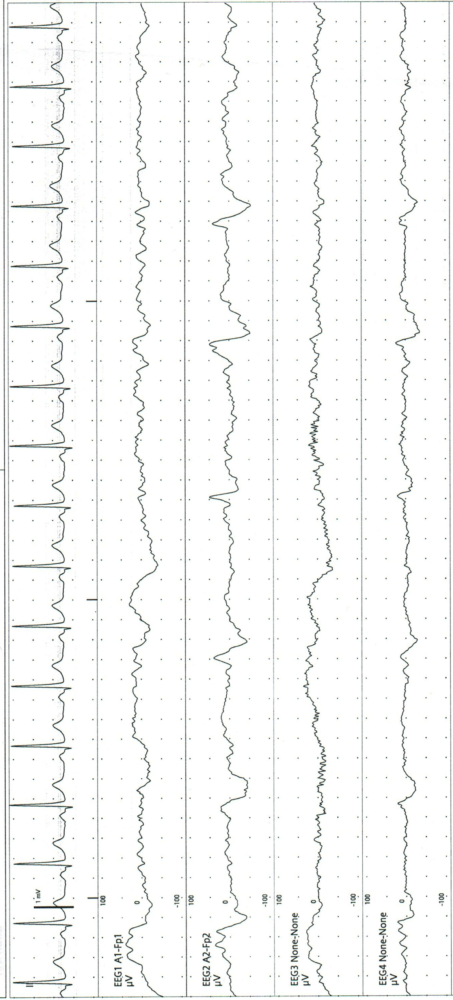 II
1 mV
EEG1 A1-Fp1
µV
100
0
-100
EEG2 A2-Fp2
µV
100
0
-100
EEG3 None-None
µV
100
0
-100
EEG4 None-None
µV
100
0
-100